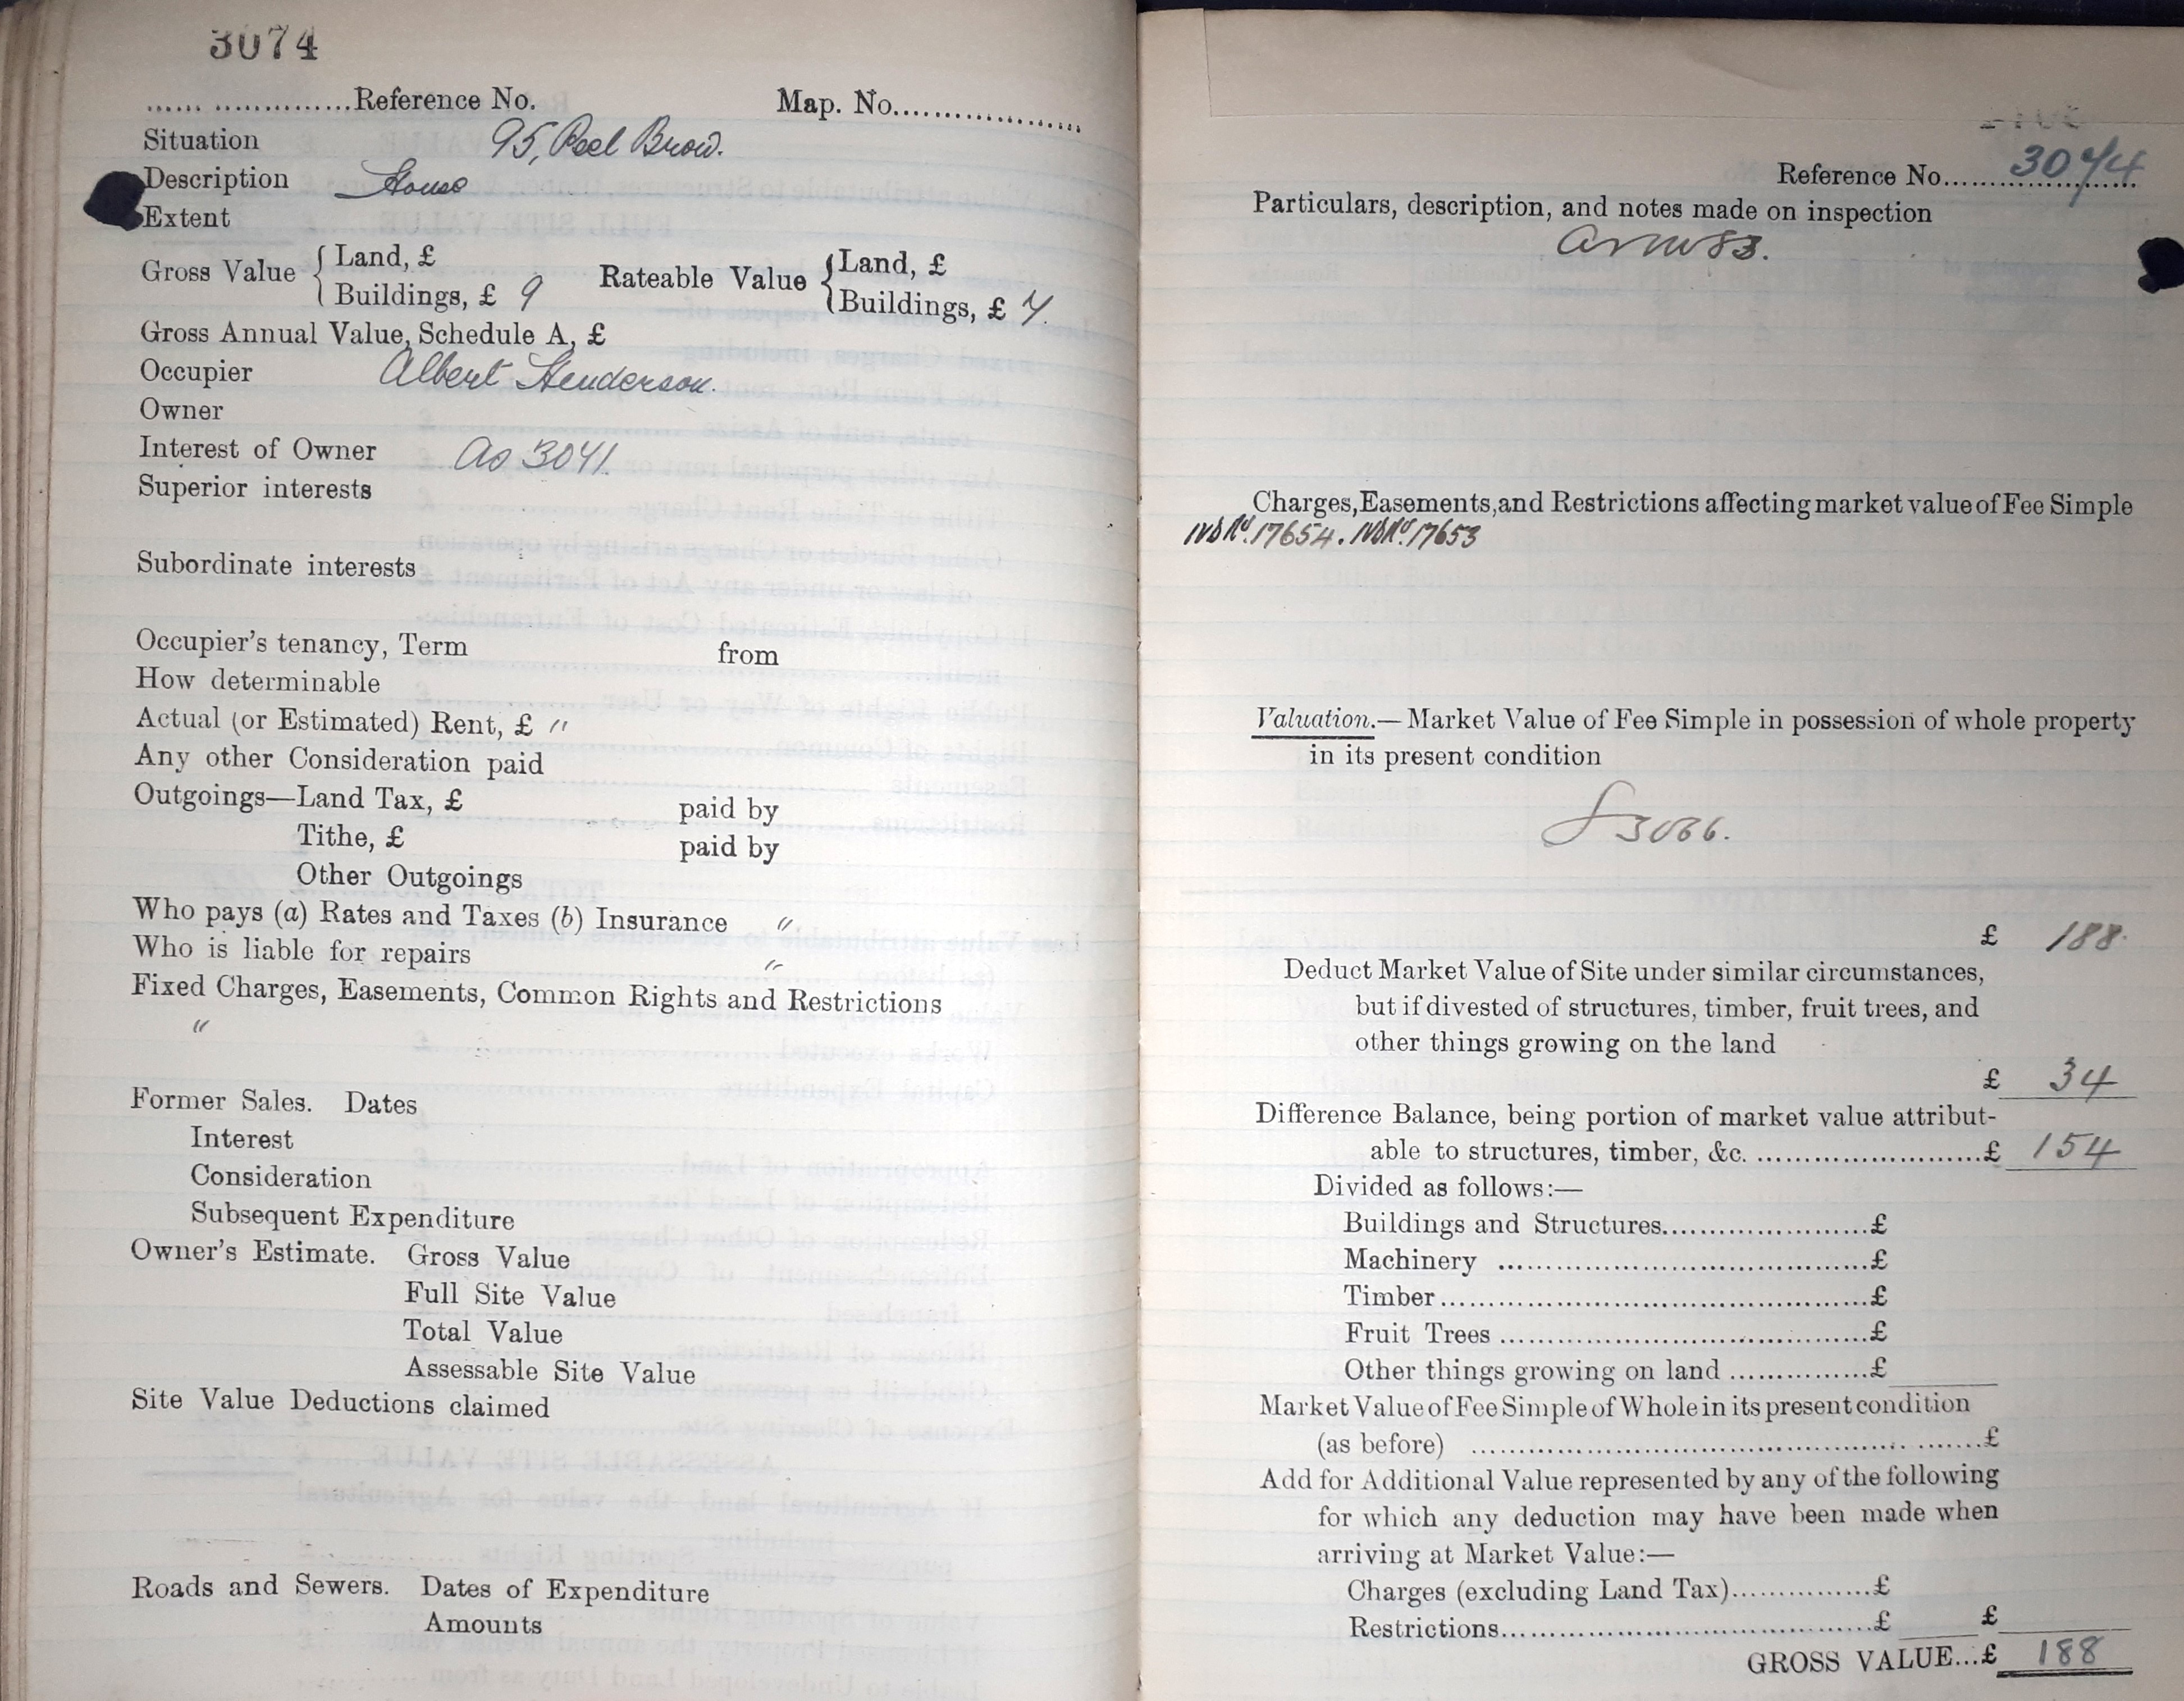 3074
...................Reference No. Map. No...................
Situation 95, Peel Brow.
Description House
Extent
Gross Value { Land, £
Buildings, £ 9
Rateable Value { Land, £
Buildings, £ 7.
Gross Annual Value, Schedule A, £
Occupier Albert Henderson.
Owner
Interest of Owner as 3041.
Superior interests
Subordinate interests
Occupier's tenancy, Term from
How determinable
Actual (or Estimated) Rent, £ "
Any other Consideration paid
Outgoings—Land Tax, £ paid by
Tithe, £ paid by
Other Outgoings
Who pays (a) Rates and Taxes (b) Insurance "
Who is liable for repairs "
Fixed Charges, Easements, Common Rights and Restrictions
"
Former Sales. Dates
Interest
Consideration
Subsequent Expenditure
Owner's Estimate. Gross Value
Full Site Value
Total Value
Assessable Site Value
Site Value Deductions claimed
Roads and Sewers. Dates of Expenditure
Amounts
Reference No. 3074
Particulars, description, and notes made on inspection
Charges, Easements, and Restrictions affecting market value of Fee Simple
17654. 17653
Valuation.—Market Value of Fee Simple in possession of whole property
in its present condition
£ 188.
Deduct Market Value of Site under similar circumstances,
but if divested of structures, timber, fruit trees, and
other things growing on the land
£ 34
Difference Balance, being portion of market value attribut-
able to structures, timber, &c. ........................£ 154
Divided as follows:—
Buildings and Structures......................£
Machinery .......................................£
Timber.............................................£
Fruit Trees .......................................£
Other things growing on land ................£
Market Value of Fee Simple of Whole in its present condition
(as before) .....................................................£
Add for Additional Value represented by any of the following
for which any deduction may have been made when
arriving at Market Value:—
Charges (excluding Land Tax)...............£
Restrictions.......................................£ £
GROSS VALUE...£ 188